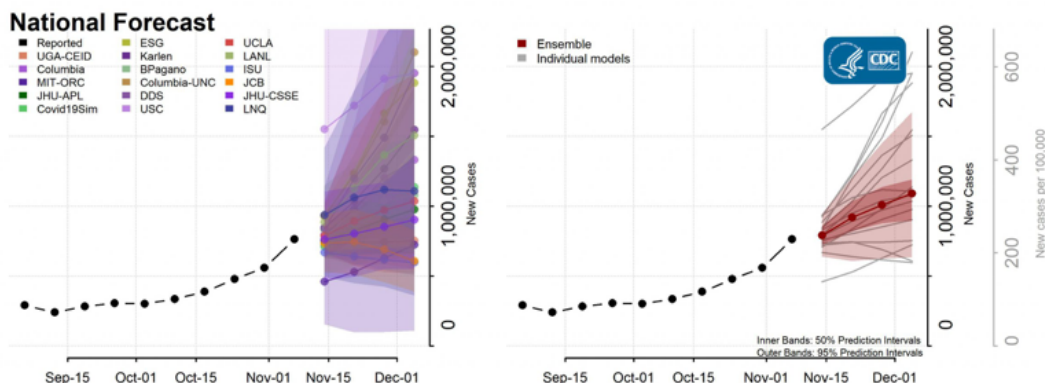 National Forecast
Reported
UGA-CEID
Columbia
MIT-ORC
JHU-APL
Covid19Sim
ESG
Karlen
BPagano
Columbia-UNC
DDS
USC
UCLA
LANL
ISU
JCB
JHU-CSSE
LNQ
2,000,000
1,000,000
0
New Cases
Sep-15
Oct-01
Oct-15
Nov-01
Nov-15
Dec-01
Ensemble
Individual models
CDC
2,000,000
1,000,000
0
New Cases
600
400
200
0
New cases per 100,000
Inner Bands: 50% Prediction Intervals
Outer Bands: 95% Prediction Intervals
Sep-15
Oct-01
Oct-15
Nov-01
Nov-15
Dec-01